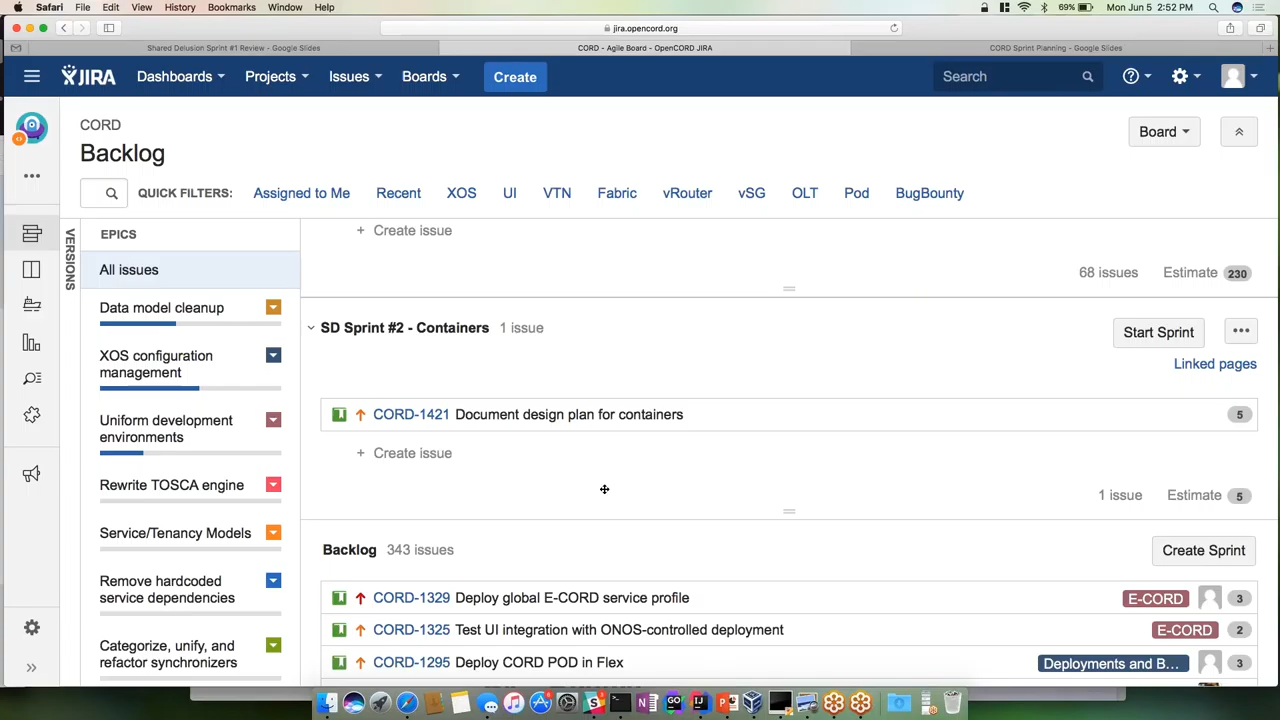 Safari File Edit View History Bookmarks Window Help 69% Mon Jun 5 2:52 PM
jira.opencord.org
Shared Delusion Sprint #1 Review - Google Slides CORD - Agile Board - OpenCORD JIRA CORD Sprint Planning - Google Slides
JIRA Dashboards Projects Issues Boards Create Search
CORD
Backlog
Board
QUICK FILTERS: Assigned to Me Recent XOS UI VTN Fabric vRouter vSG OLT Pod BugBounty
VERSIONS
EPICS
All issues
Data model cleanup
XOS configuration
management
Uniform development
environments
Rewrite TOSCA engine
Service/Tenancy Models
Remove hardcoded
service dependencies
Categorize, unify, and
refactor synchronizers
+ Create issue
68 issues Estimate 230
SD Sprint #2 - Containers 1 issue
Start Sprint
Linked pages
CORD-1421 Document design plan for containers 5
+ Create issue
1 issue Estimate 5
Backlog 343 issues Create Sprint
CORD-1329 Deploy global E-CORD service profile E-CORD 3
CORD-1325 Test UI integration with ONOS-controlled deployment E-CORD 2
CORD-1295 Deploy CORD POD in Flex Deployments and B... 3